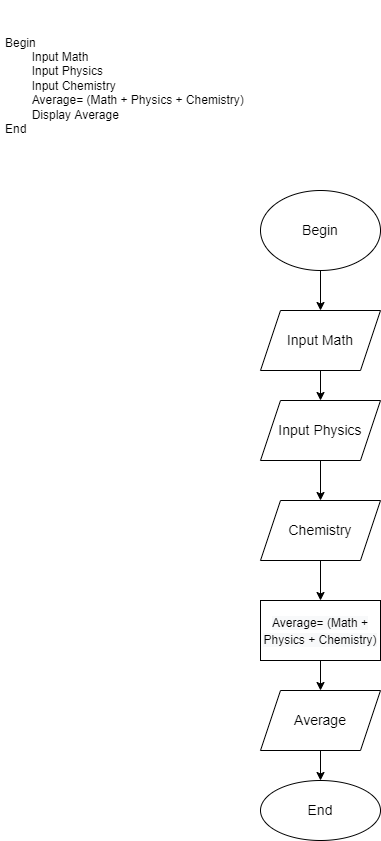 Begin
Input Math
Input Physics
Input Chemistry
Average= (Math + Physics + Chemistry)
Display Average
End
Begin
Input Math
Input Physics
Chemistry
Average= (Math +
Physics + Chemistry)
Average
End